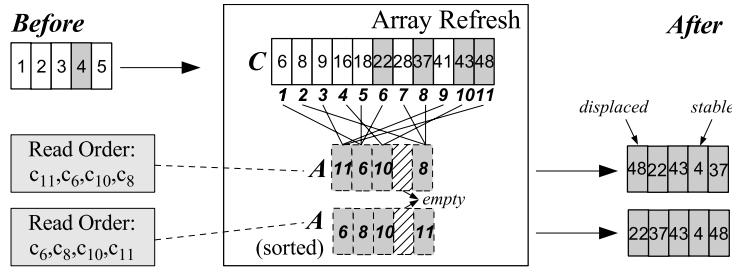 Before
Array Refresh
After
1 2 3 4 5
C 6 8 9 16 18 22 28 37 41 43 48
1 2 3 4 5 6 7 8 9 10 11
displaced stable
Read Order:
c11,c6,c10,c8
A 11 6 10 8
48 22 43 4 37
empty
Read Order:
c6,c8,c10,c11
A
(sorted)
6 8 10 11
22 37 43 4 48